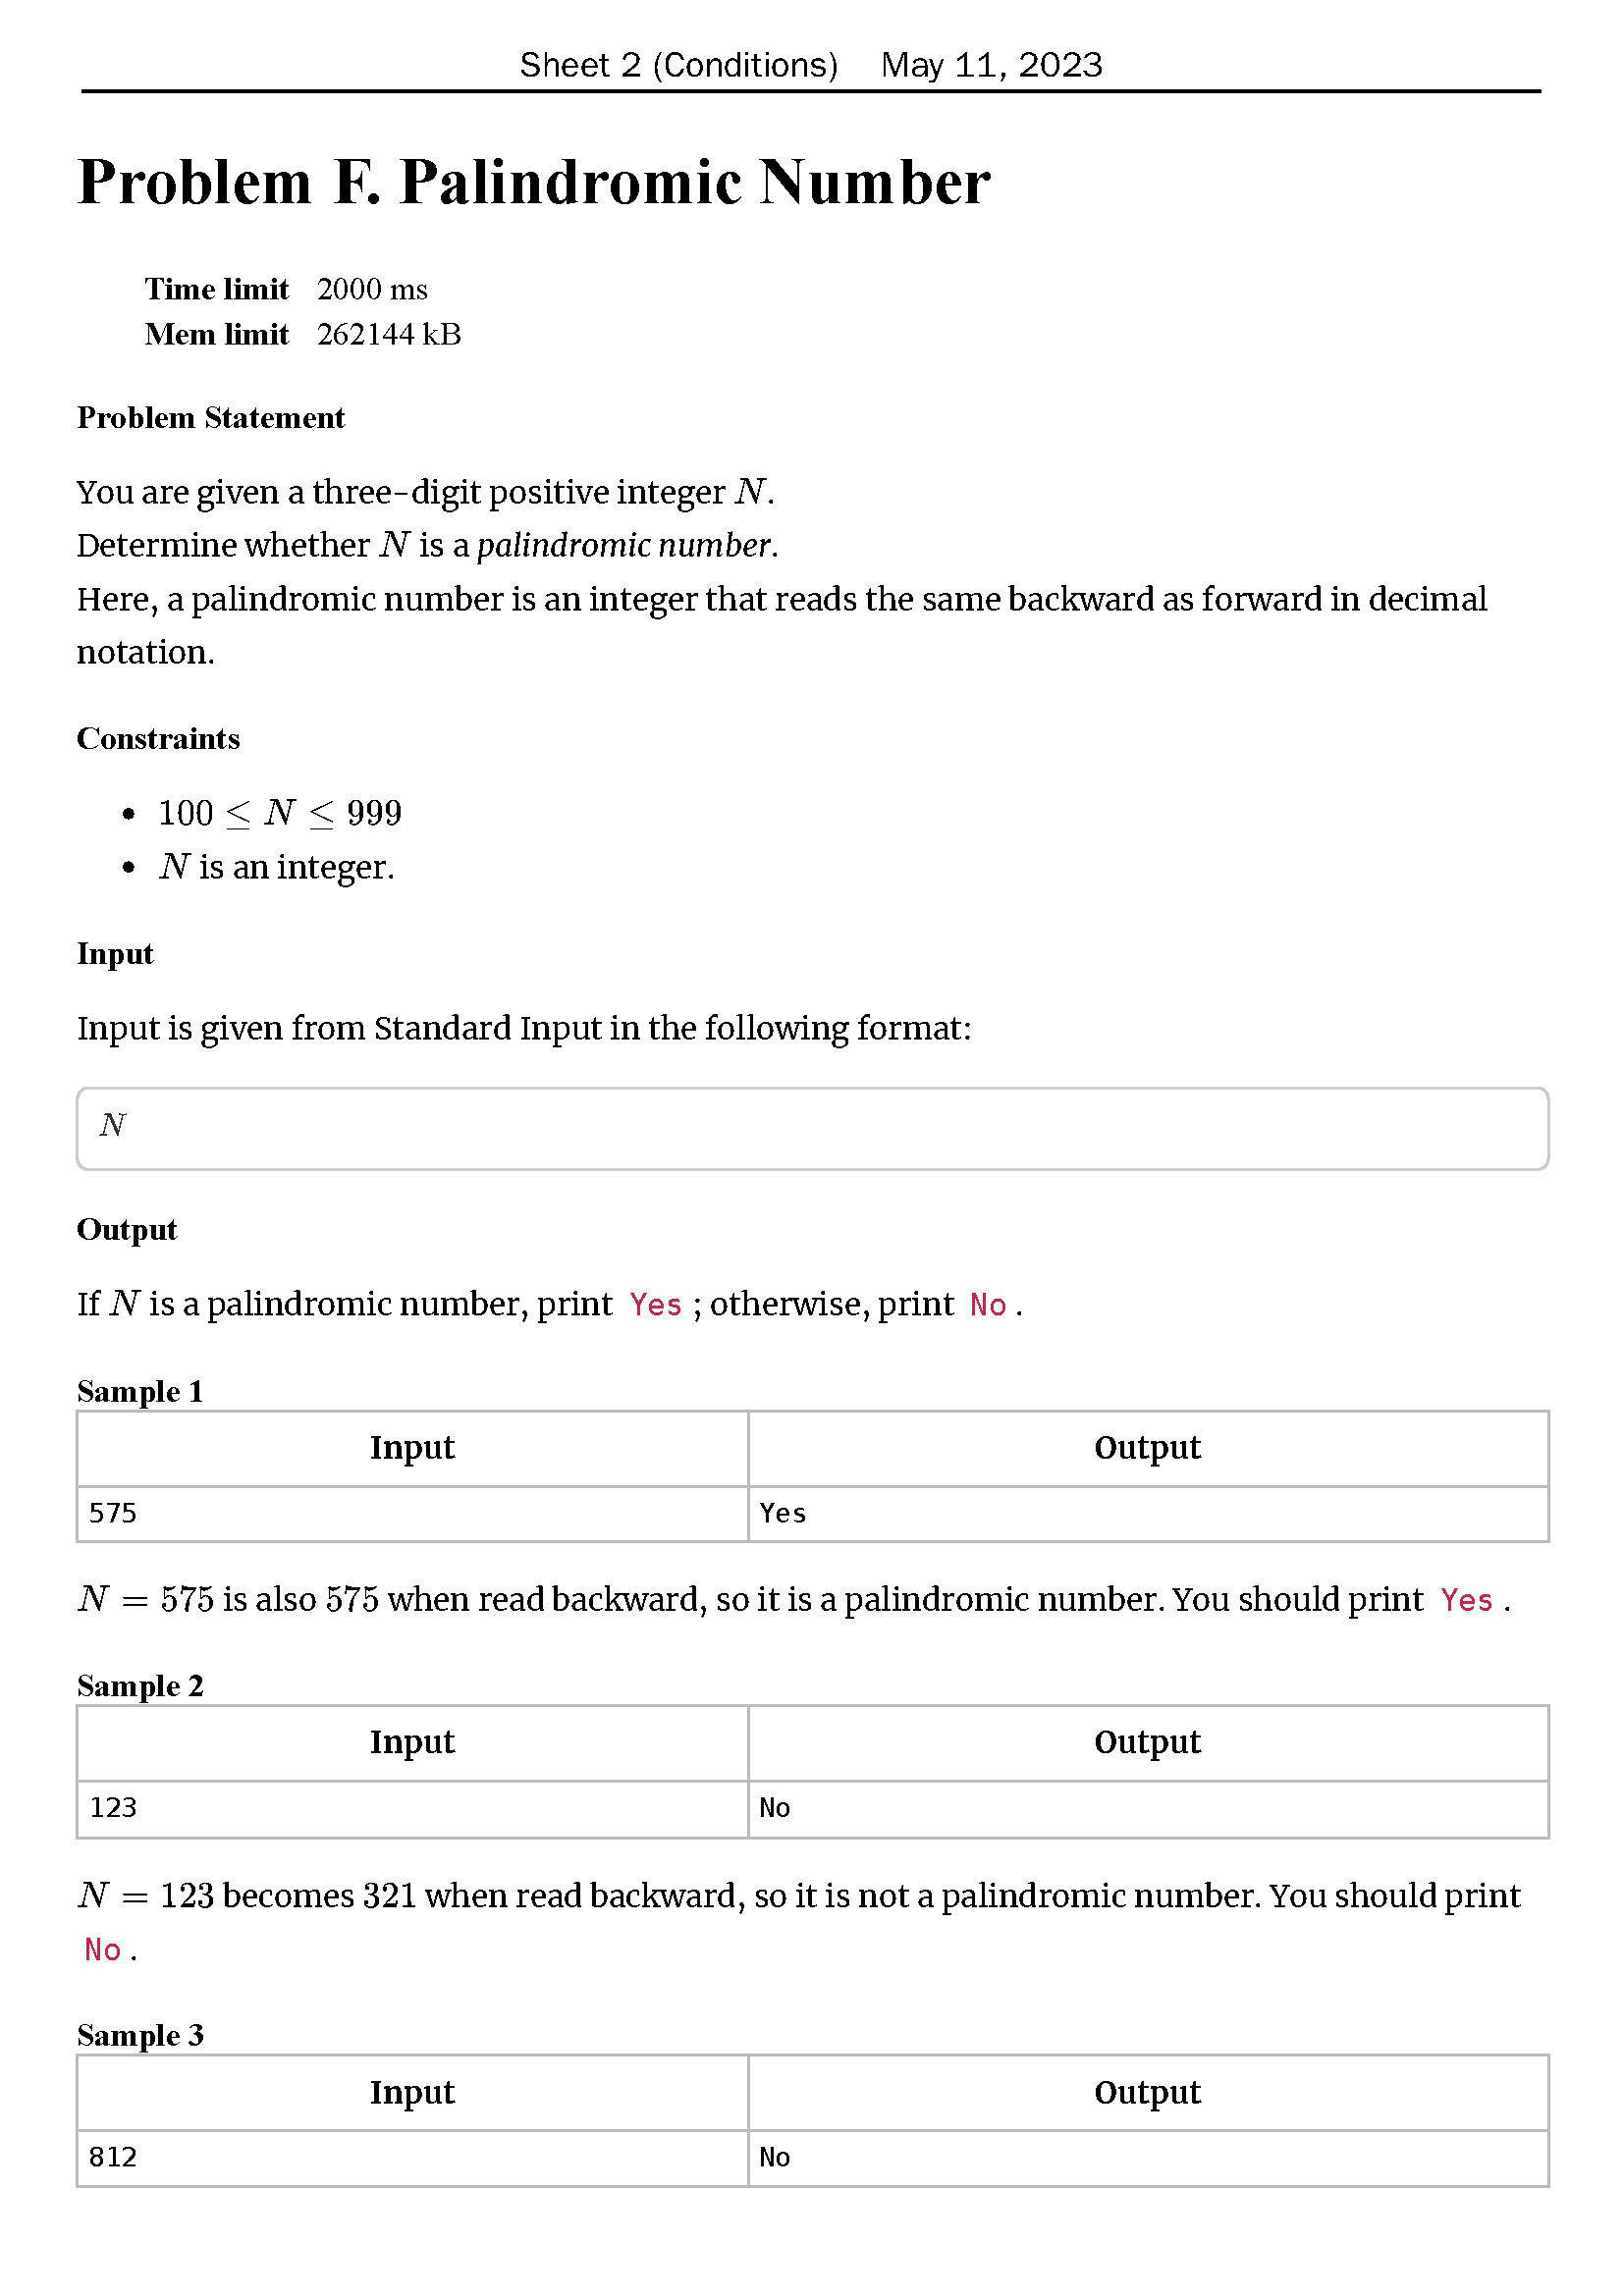 Sheet 2 (Conditions) May 11, 2023
Problem F. Palindromic Number
Time limit 2000 ms
Mem limit 262144 kB
Problem Statement
You are given a three-digit positive integer N.
Determine whether N is a palindromic number.
Here, a palindromic number is an integer that reads the same backward as forward in decimal
notation.
Constraints
• 100 ≤ N ≤ 999
• N is an integer.
Input
Input is given from Standard Input in the following format:
N
Output
If N is a palindromic number, print Yes ; otherwise, print No .
Sample 1
Input Output
575 Yes
N = 575 is also 575 when read backward, so it is a palindromic number. You should print Yes .
Sample 2
Input Output
123 No
N = 123 becomes 321 when read backward, so it is not a palindromic number. You should print
No .
Sample 3
Input Output
812 No